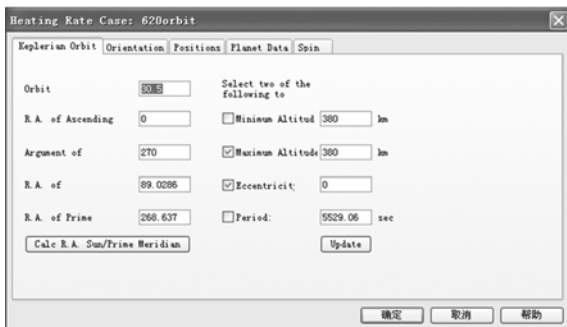 Heating Rate Case: 620orbit
Keplerian Orbit Orientation Positions Planet Data Spin
Orbit 30.5 Select two of the following to
R.A. of Ascending 0 Minimum Altitud 380 km
Argument of 270 Maximum Altitude 380 km
R.A. of 89.0286 Eccentricit: 0
R.A. of Prime 268.637 Period: 5529.06 sec
Calc R.A. Sun/Prime Meridian Update
确定 取消 帮助